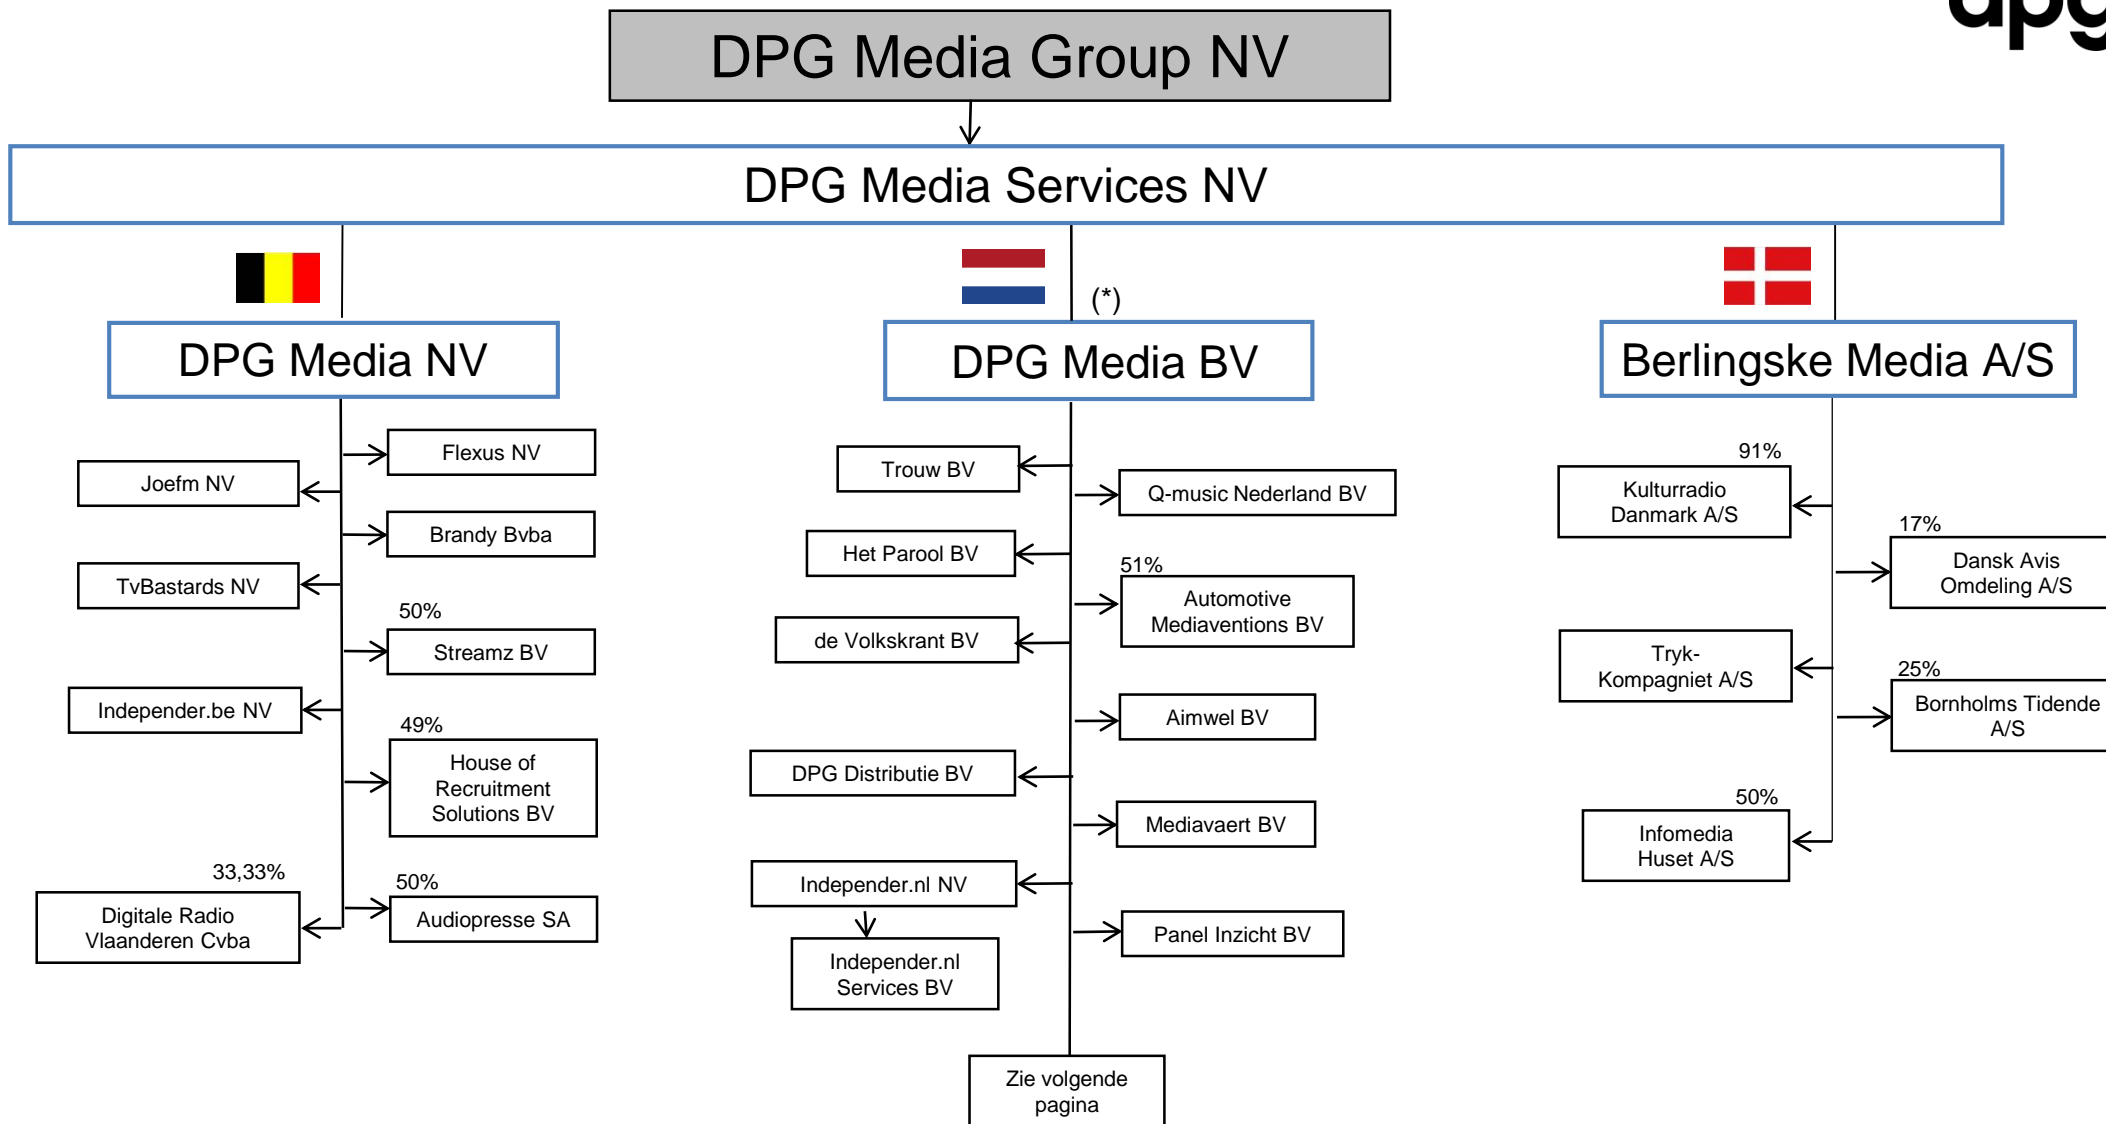 dpg
DPG Media Group NV
DPG Media Services NV
(*)
DPG Media NV
Flexus NV
Joefm NV
Brandy Bvba
TvBastards NV
50%
Streamz BV
Independer.be NV
49%
House of
Recruitment
Solutions BV
33,33%
Digitale Radio
Vlaanderen Cvba
50%
Audiopresse SA
DPG Media BV
Trouw BV
Q-music Nederland BV
Het Parool BV
51%
Automotive
Mediaventions BV
de Volkskrant BV
Aimwel BV
DPG Distributie BV
Mediavaert BV
Independer.nl NV
Panel Inzicht BV
Independer.nl
Services BV
Zie volgende
pagina
Berlingske Media A/S
91%
Kulturradio
Danmark A/S
17%
Dansk Avis
Omdeling A/S
Tryk-
Kompagniet A/S
25%
Bornholms Tidende
A/S
50%
Infomedia
Huset A/S